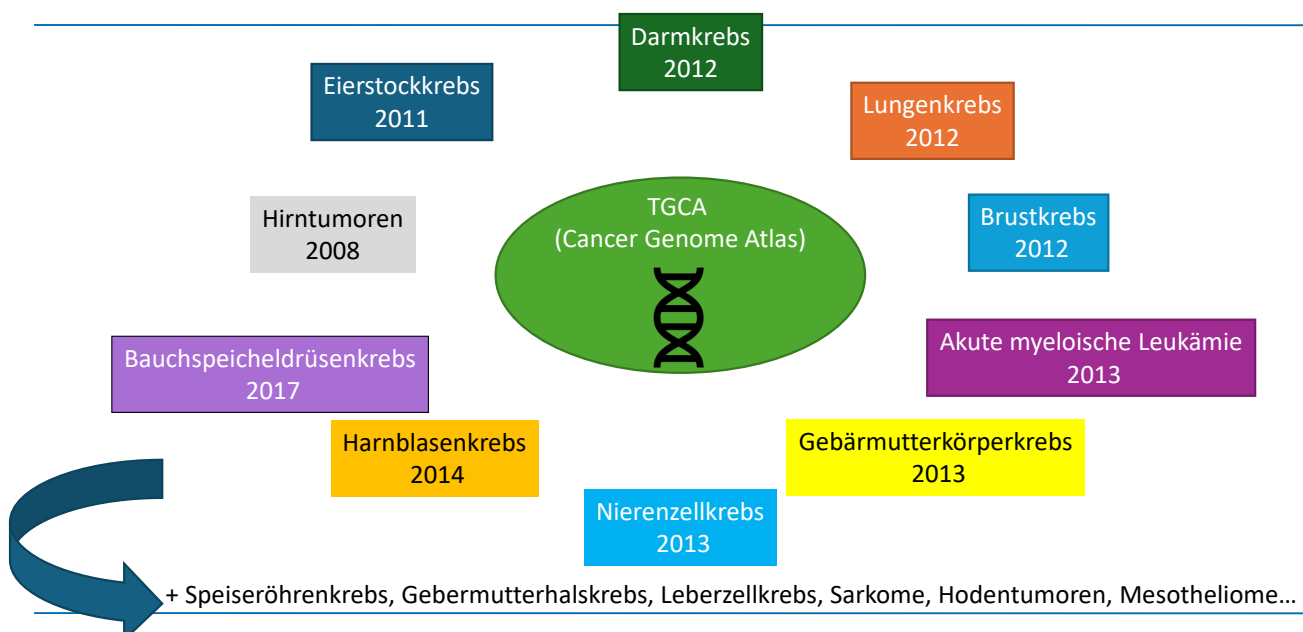 Darmkrebs
2012
Eierstockkrebs
2011
Lungenkrebs
2012
TGCA
(Cancer Genome Atlas)
Hirntumoren
2008
Brustkrebs
2012
Bauchspeicheldrüsenkrebs
2017
Akute myeloische Leukämie
2013
Harnblasenkrebs
2014
Gebärmutterkörperkrebs
2013
Nierenzellkrebs
2013
+ Speiseröhrenkrebs, Gebermutterhalskrebs, Leberzellkrebs, Sarkome, Hodentumoren, Mesotheliome...